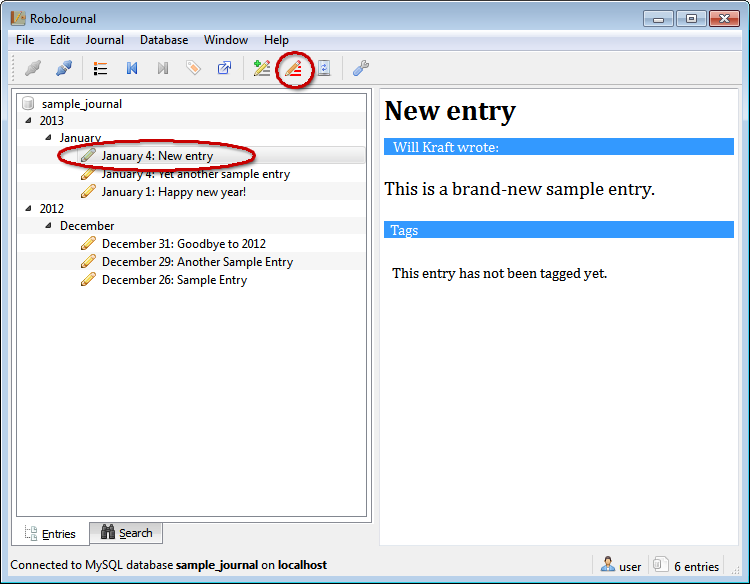 RoboJournal
File Edit Journal Database Window Help
sample_journal
2013
January
January 4: New entry
January 4: Yet another sample entry
January 1: Happy new year!
2012
December
December 31: Goodbye to 2012
December 29: Another Sample Entry
December 26: Sample Entry
Entries Search
New entry
Will Kraft wrote:
This is a brand-new sample entry.
Tags
This entry has not been tagged yet.
Connected to MySQL database sample_journal on localhost
user
6 entries